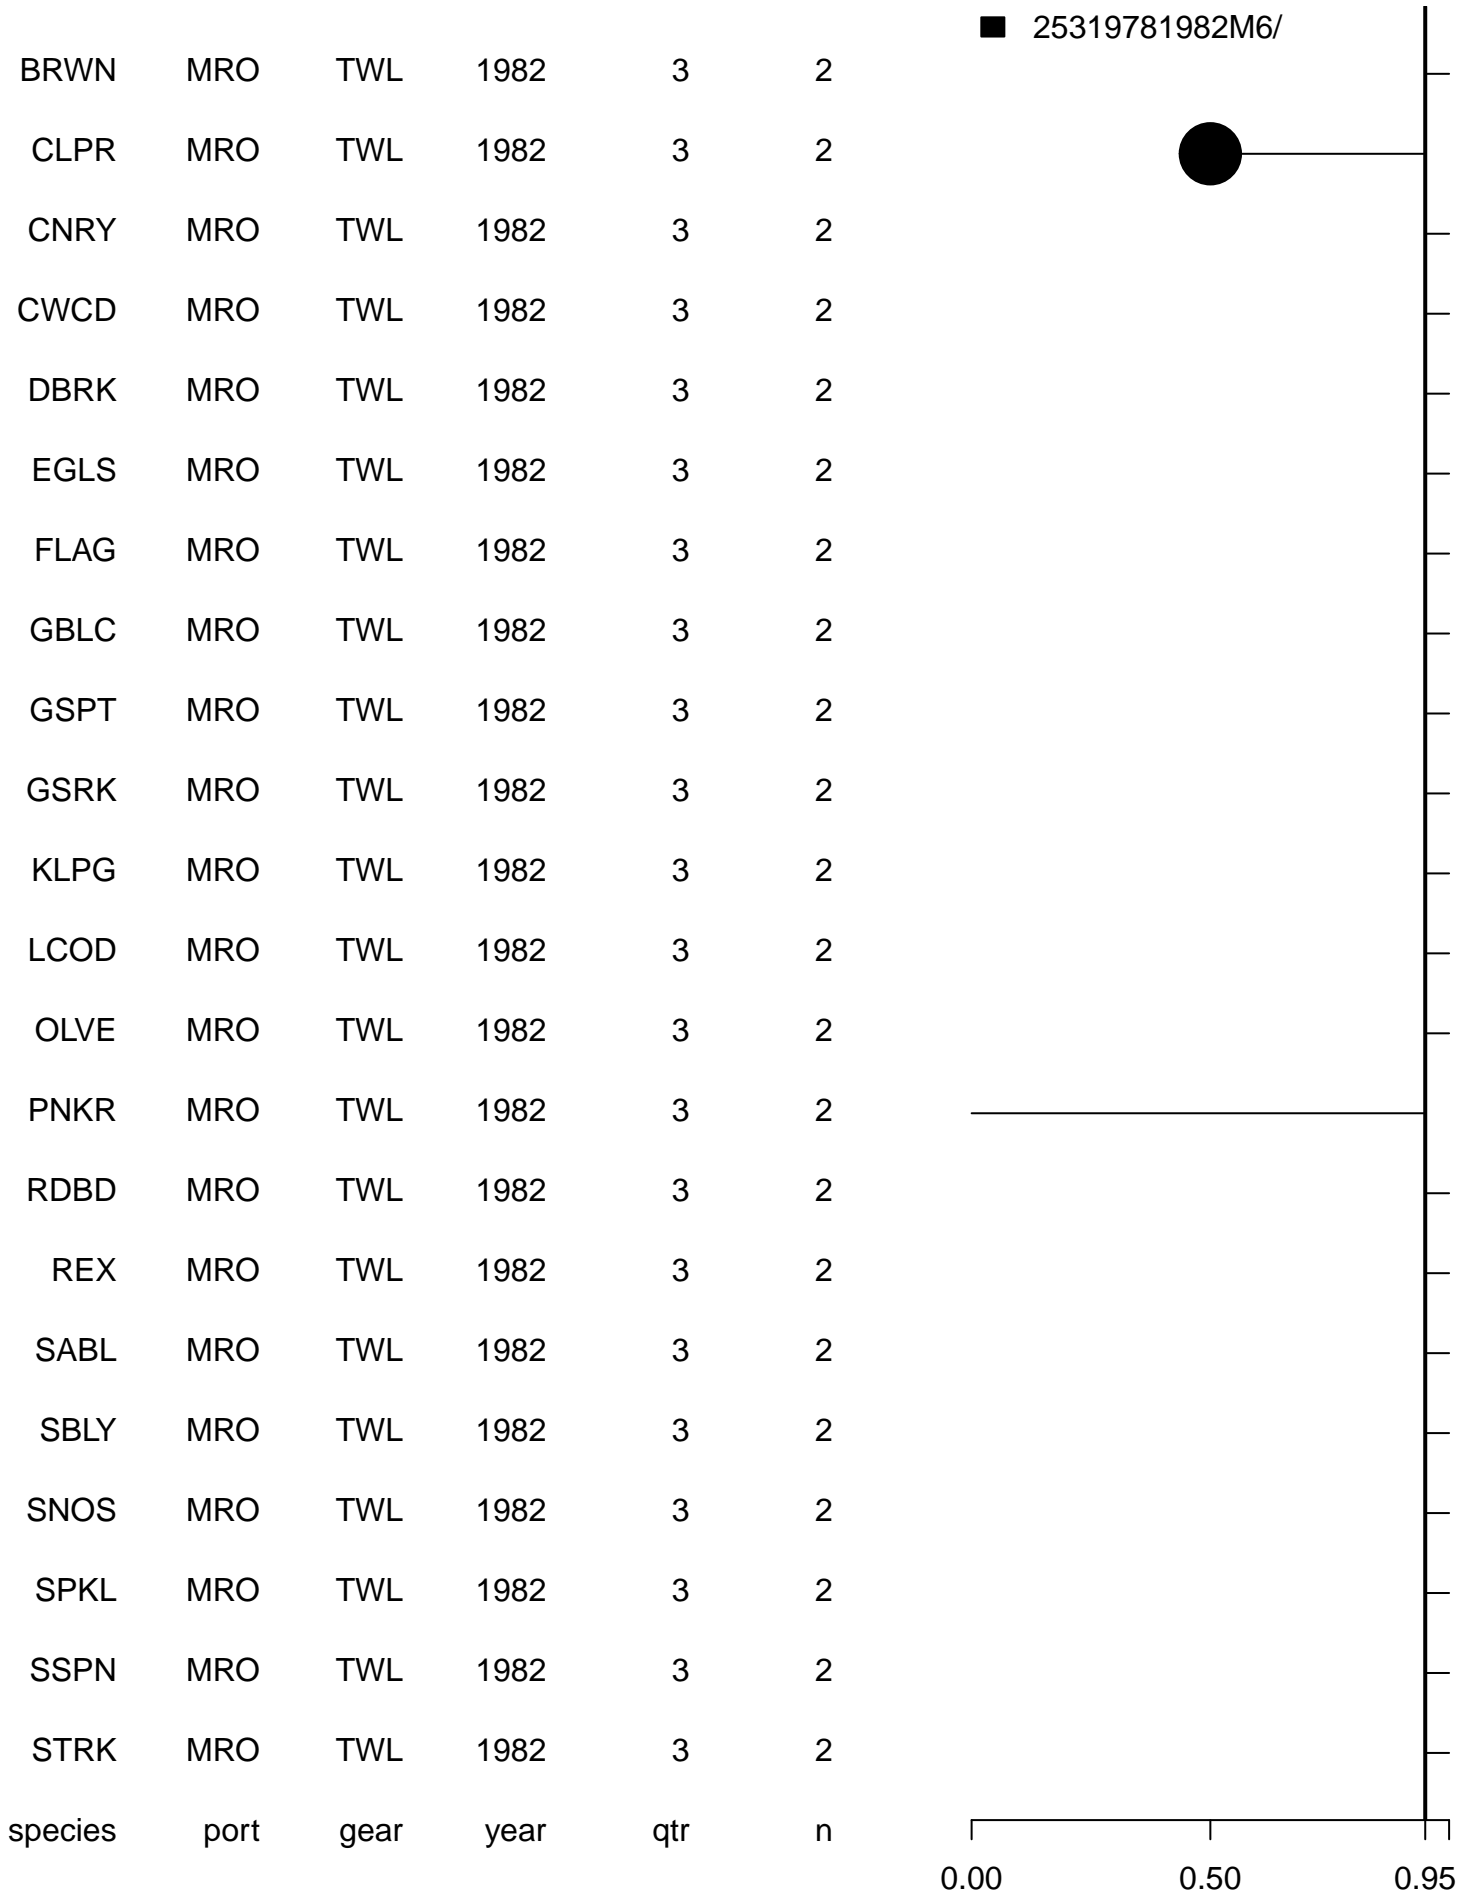 25319781982M6/
BRWN MRO TWL 1982 3 2
CLPR MRO TWL 1982 3 2
CNRY MRO TWL 1982 3 2
CWCD MRO TWL 1982 3 2
DBRK MRO TWL 1982 3 2
EGLS MRO TWL 1982 3 2
FLAG MRO TWL 1982 3 2
GBLC MRO TWL 1982 3 2
GSPT MRO TWL 1982 3 2
GSRK MRO TWL 1982 3 2
KLPG MRO TWL 1982 3 2
LCOD MRO TWL 1982 3 2
OLVE MRO TWL 1982 3 2
PNKR MRO TWL 1982 3 2
RDBD MRO TWL 1982 3 2
REX MRO TWL 1982 3 2
SABL MRO TWL 1982 3 2
SBLY MRO TWL 1982 3 2
SNOS MRO TWL 1982 3 2
SPKL MRO TWL 1982 3 2
SSPN MRO TWL 1982 3 2
STRK MRO TWL 1982 3 2
species port gear year qtr n
0.00 0.50 0.95